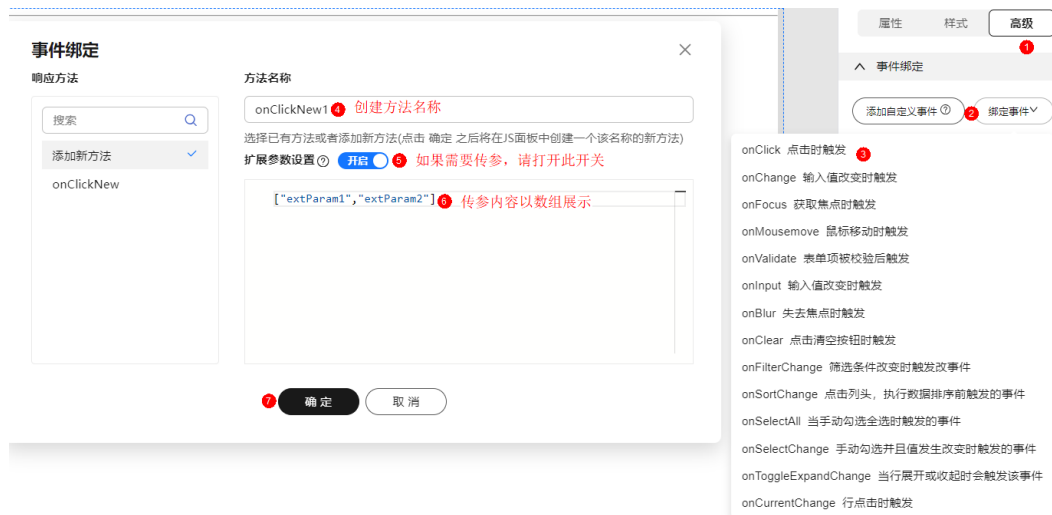 属性 样式 高级
1
事件绑定
添加自定义事件 ? 2 绑定事件
onClick 点击时触发 3
onChange 输入值改变时触发
onFocus 获取焦点时触发
onMousemove 鼠标移动时触发
onValidate 表单项被校验后触发
onInput 输入值改变时触发
onBlur 失去焦点时触发
onClear 点击清空按钮时触发
onFilterChange 筛选条件改变时触发改事件
onSortChange 点击列头，执行数据排序前触发的事件
onSelectAll 当手动勾选全选时触发的事件
onSelectChange 手动勾选并且值发生改变时触发的事件
onToggleExpandChange 当行展开或收起时会触发该事件
onCurrentChange 行点击时触发
事件绑定
响应方法
搜索
添加新方法
onClickNew
方法名称
onClickNew1 4 创建方法名称
选择已有方法或者添加新方法(点击 确定 之后将在JS面板中创建一个该名称的新方法)
扩展参数设置 ? 开启 5 如果需要传参，请打开此开关
["extParam1","extParam2"] 6 传参内容以数组展示
7 确定 取消